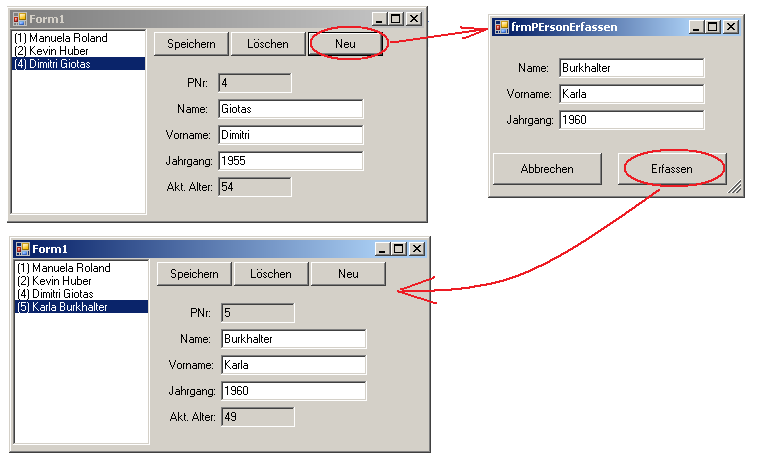 Form1
(1) Manuela Roland
(2) Kevin Huber
(4) Dimitri Giotas
Speichern Löschen Neu
PNr: 4
Name: Giotas
Vorname: Dimitri
Jahrgang: 1955
Akt. Alter: 54
frmPErsonErfassen
Name: Burkhalter
Vorname: Karla
Jahrgang: 1960
Abbrechen Erfassen
Form1
(1) Manuela Roland
(2) Kevin Huber
(4) Dimitri Giotas
(5) Karla Burkhalter
Speichern Löschen Neu
PNr: 5
Name: Burkhalter
Vorname: Karla
Jahrgang: 1960
Akt. Alter: 49